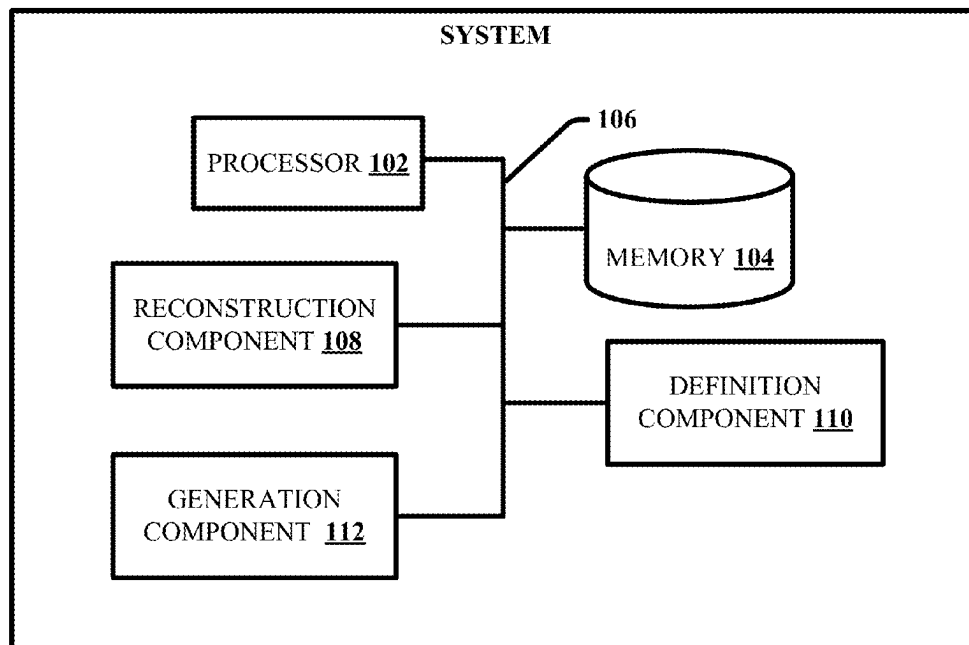 SYSTEM
106
PROCESSOR 102
MEMORY 104
RECONSTRUCTION
COMPONENT 108
DEFINITION
COMPONENT 110
GENERATION
COMPONENT 112